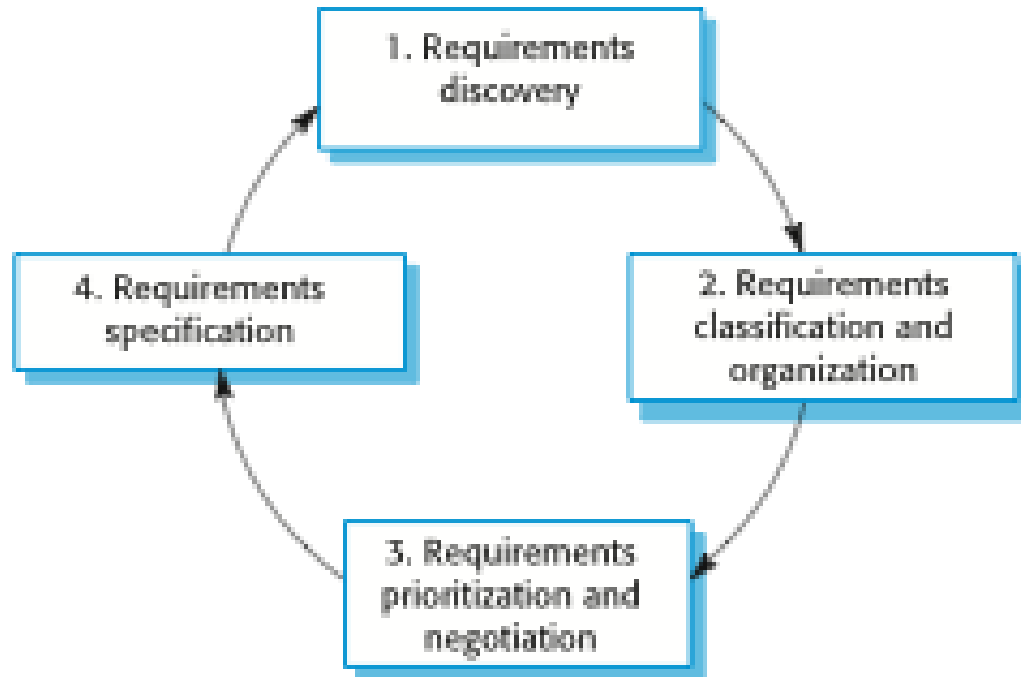 1. Requirements
discovery
2. Requirements
classification and
organization
3. Requirements
prioritization and
negotiation
4. Requirements
specification